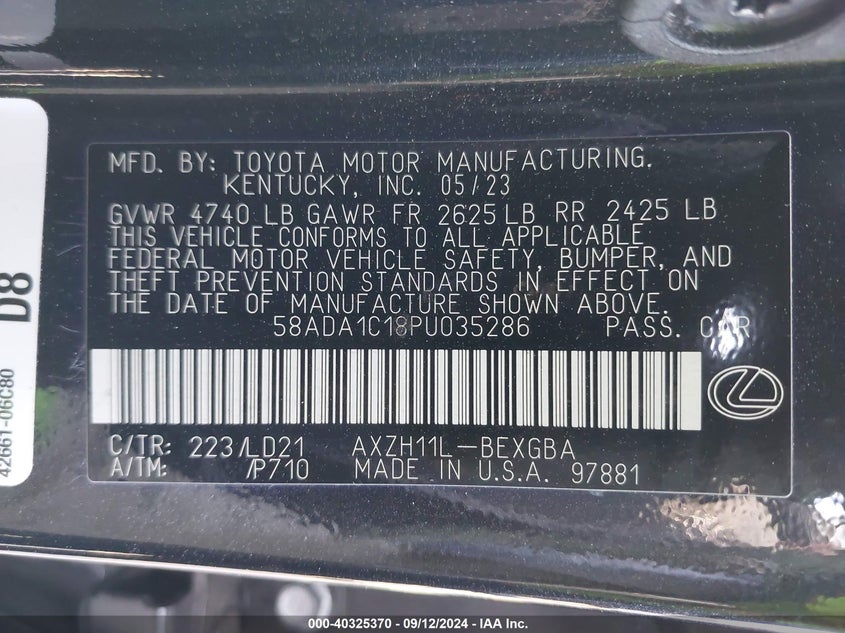 MFD. BY: TOYOTA MOTOR MANUFACTURING.
KENTUCKY, INC. 05/23
GVWR 4740 LB GAWR FR 2625 LB RR 2425 LB
THIS VEHICLE CONFORMS TO ALL APPLICABLE
FEDERAL MOTOR VEHICLE SAFETY, BUMPER, AND
THEFT PREVENTION STANDARDS IN EFFECT ON
THE DATE OF MANUFACTURE SHOWN ABOVE.
58ADA1C18PU035286 PASS. CAR
C/TR: 223/LD21 AXZH11L-BEXGBA
A/TM: /P710 MADE IN U.S.A. 97881
D8
42661-06C80
000-40325370 - 09/12/2024 - IAA Inc.